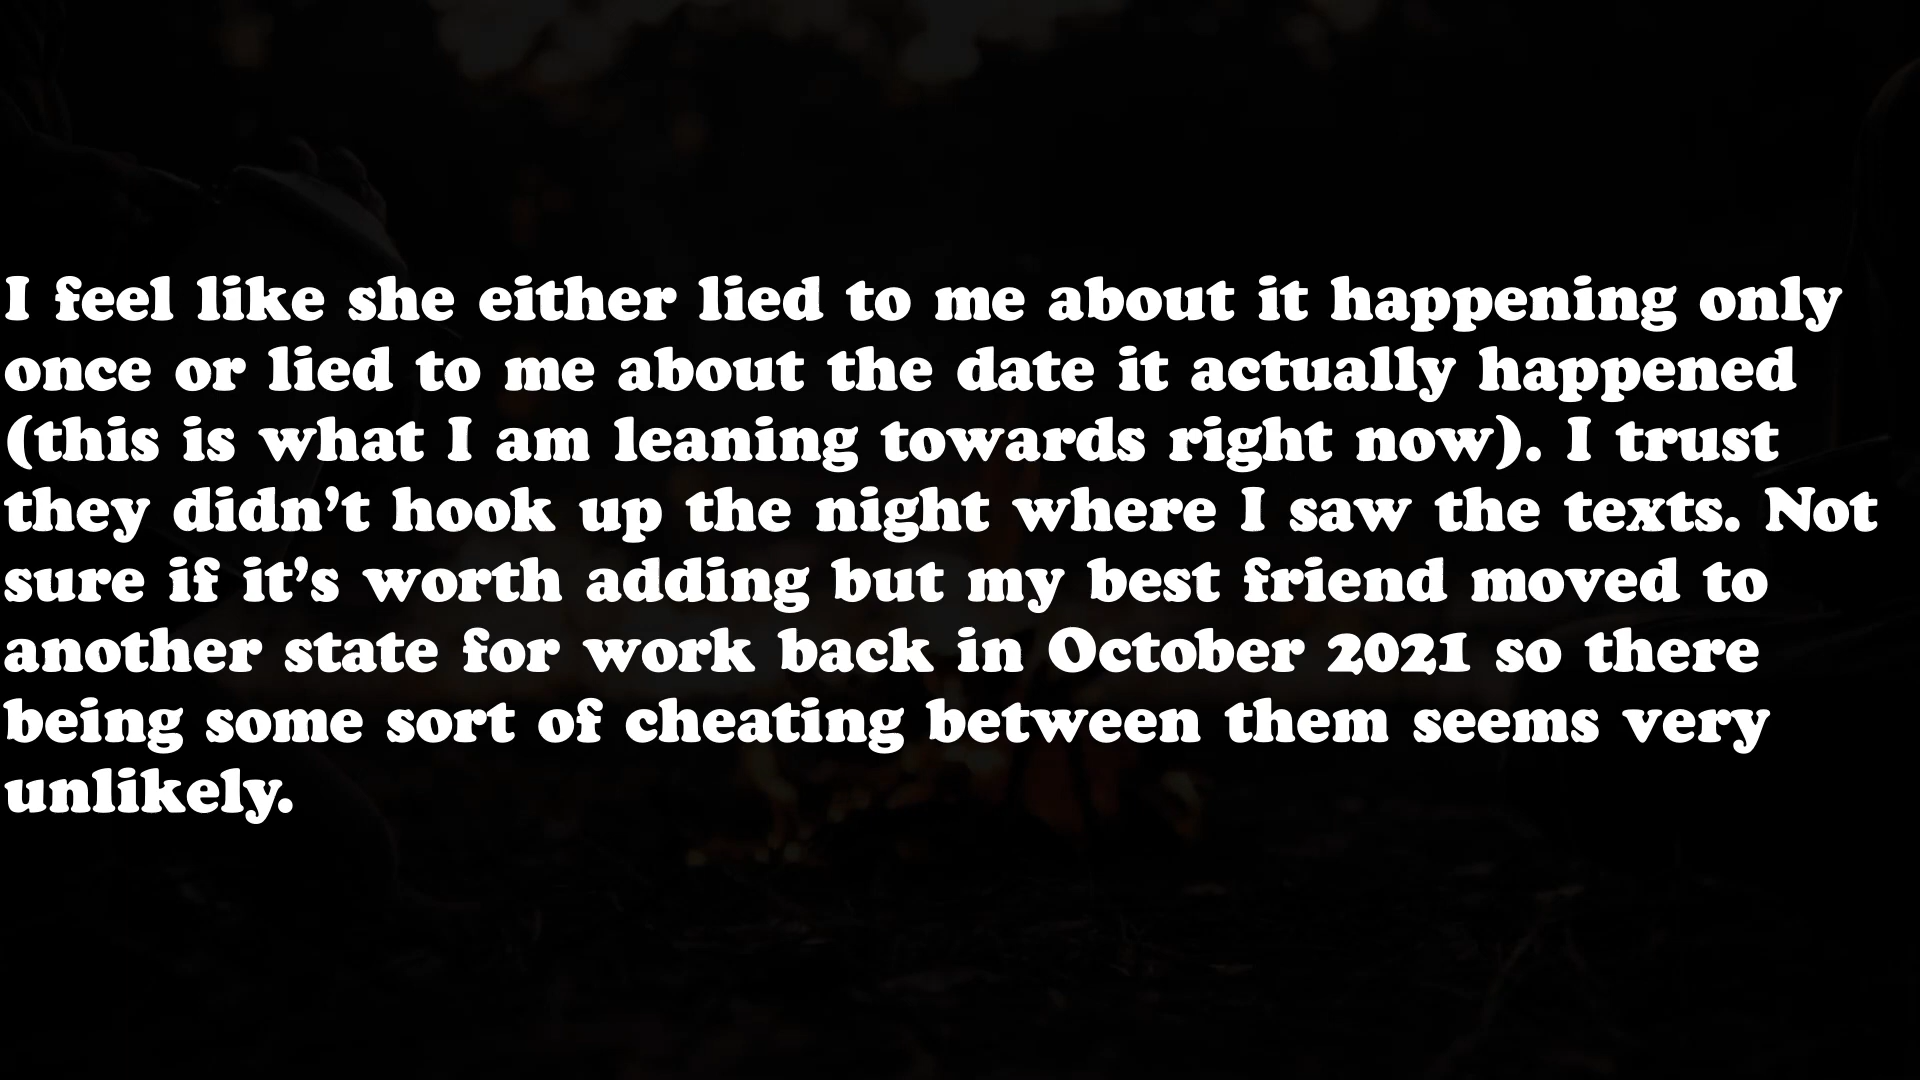 I feel like she either lied to me about it happening only
once or lied to me about the date it actually happened
(this is what I am leaning towards right now). I trust
they didn’t hook up the night where I saw the texts. Not
sure if it’s worth adding but my best friend moved to
another state for work back in October 2021 so there
being some sort of cheating between them seems very
unlikely.